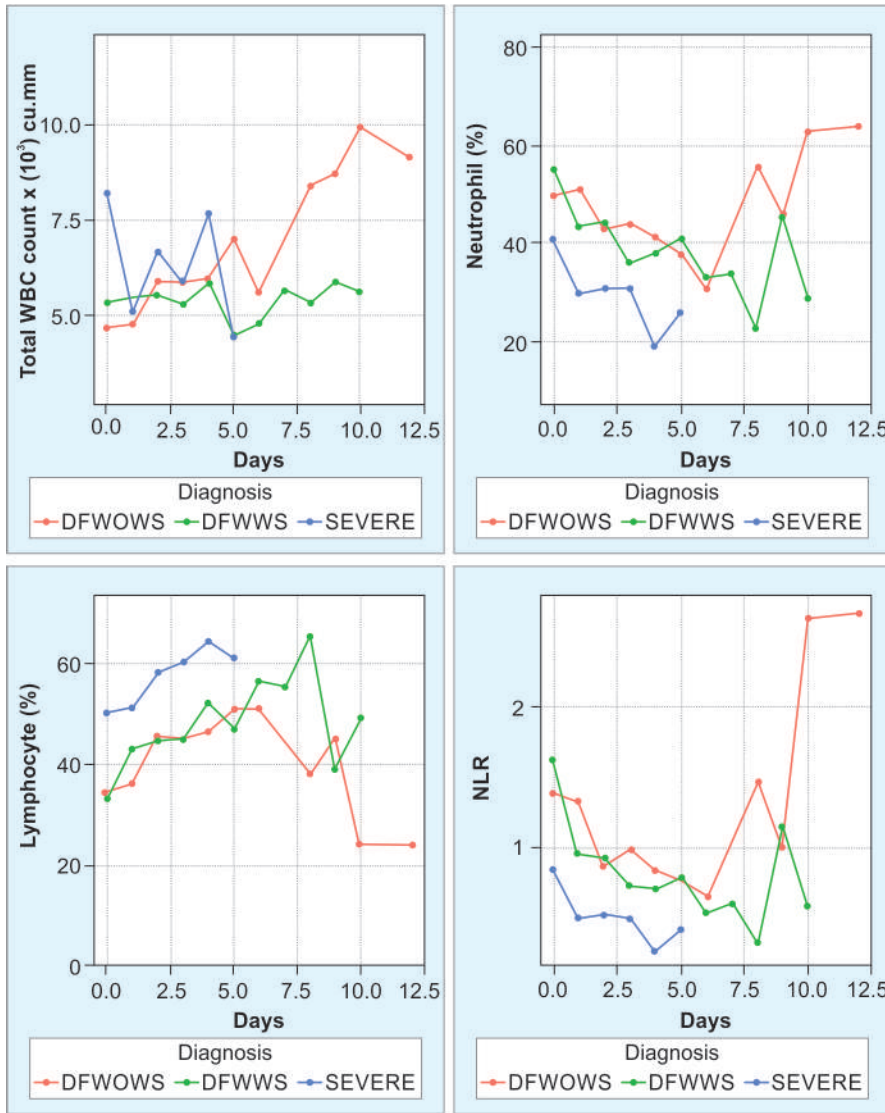 Total WBC count x (10³) cu.mm
10.0
7.5
5.0
0.0 2.5 5.0 7.5 10.0 12.5
Days
Diagnosis
DFWOWS DFWWS SEVERE
Neutrophil (%)
80
60
40
20
0.0 2.5 5.0 7.5 10.0 12.5
Days
Diagnosis
DFWOWS DFWWS SEVERE
Lymphocyte (%)
60
40
20
0
0.0 2.5 5.0 7.5 10.0 12.5
Days
Diagnosis
DFWOWS DFWWS SEVERE
NLR
2
1
0.0 2.5 5.0 7.5 10.0 12.5
Days
Diagnosis
DFWOWS DFWWS SEVERE